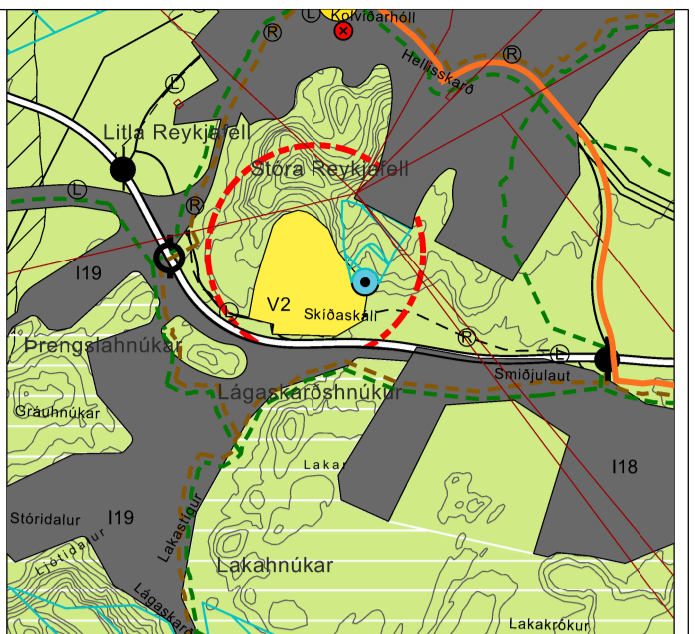 Kolviðarhóll
L
R
R
L
Hellisskarð
Litla Reykjafell
Stóra Reykjafell
L
R
I19
V2
L
Skíðaskáli
R
L
Þrengslahnúkar
Smiðjulaut
Lágaskarðshnúkur
Gráuhnúkar
Lakar
I18
Stóridalur
I19
Lakastígur
Ljótidalur
Lakahnúkar
Lágaskarð
Lakakrókur